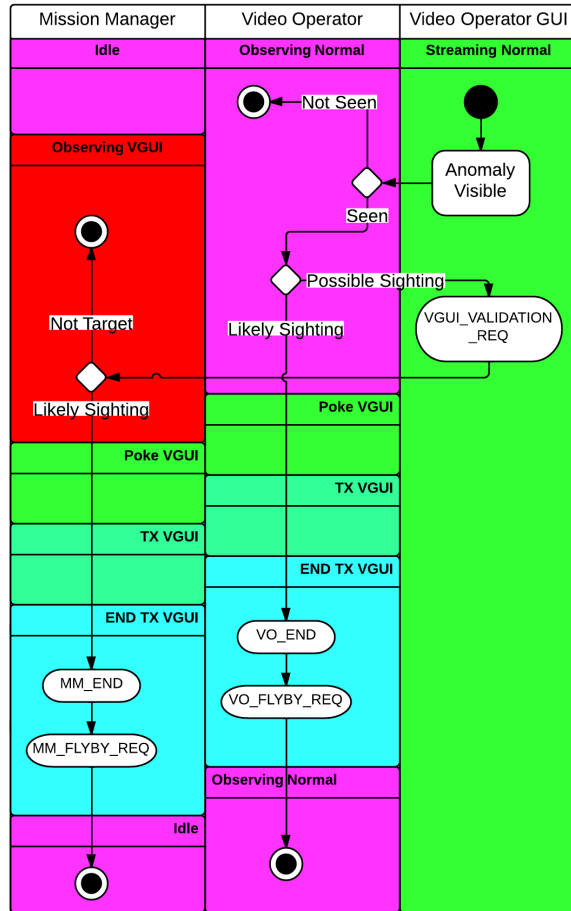 Mission Manager
Video Operator
Video Operator GUI
Idle
Observing Normal
Streaming Normal
Not Seen
Observing VGUI
Anomaly
Visible
Seen
Possible Sighting
Not Target
Likely Sighting
VGUI_VALIDATION
_REQ
Likely Sighting
Poke VGUI
Poke VGUI
TX VGUI
TX VGUI
END TX VGUI
END TX VGUI
VO_END
MM_END
VO_FLYBY_REQ
MM_FLYBY_REQ
Observing Normal
Idle